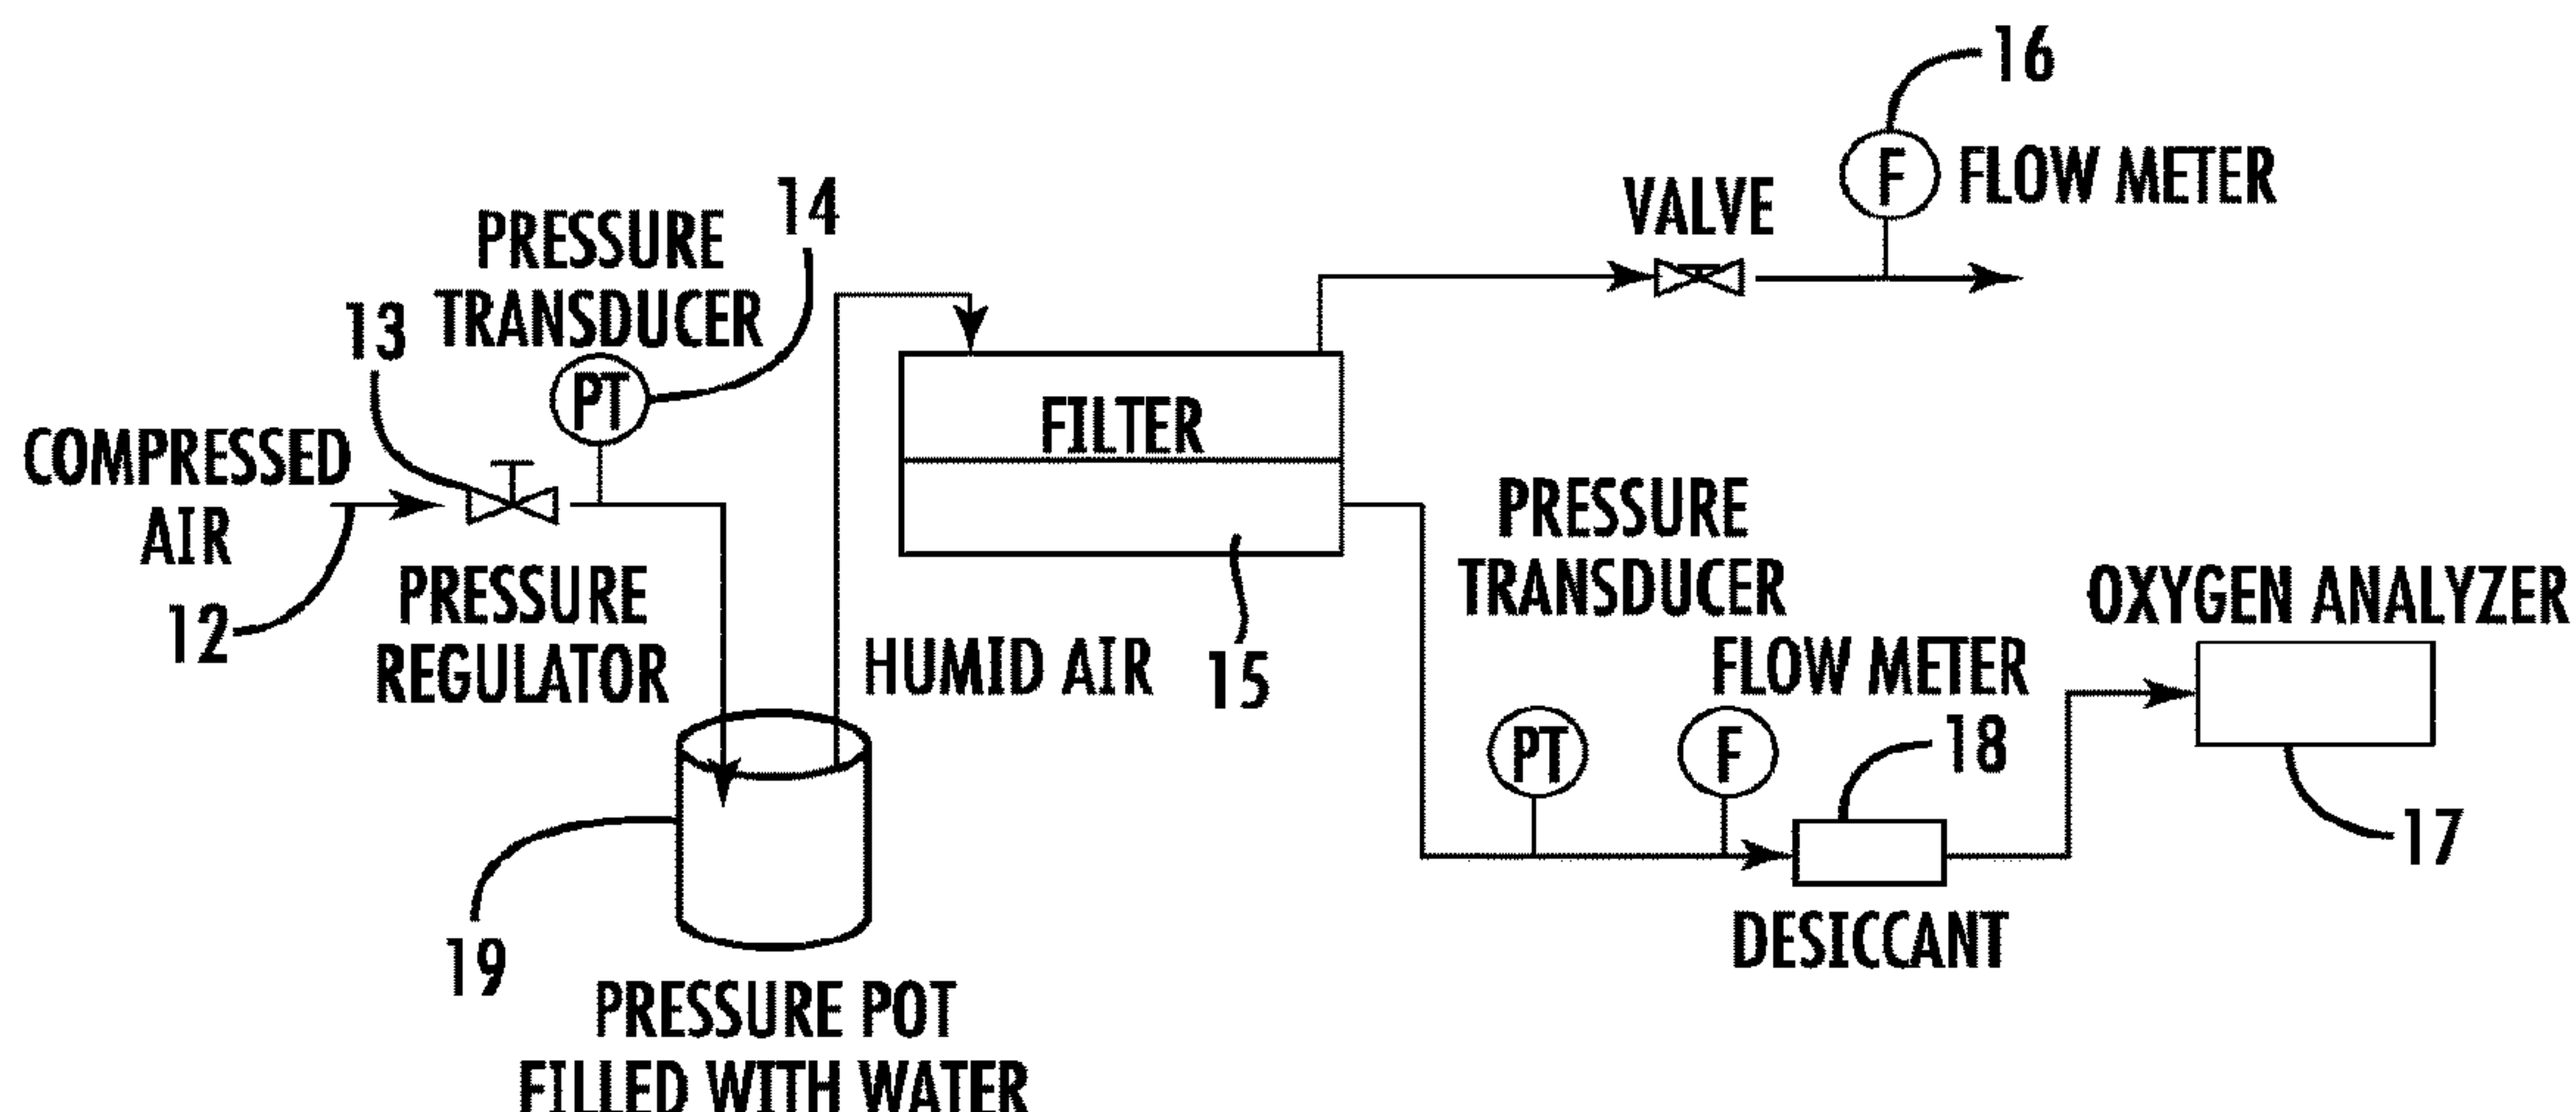 16
F
FLOW METER
VALVE
14
PRESSURE
TRANSDUCER
13
PT
COMPRESSED
AIR
12
PRESSURE
REGULATOR
FILTER
HUMID AIR
15
PRESSURE
TRANSDUCER
FLOW METER
OXYGEN ANALYZER
PT
F
18
17
DESICCANT
19
PRESSURE POT
FILLED WITH WATER